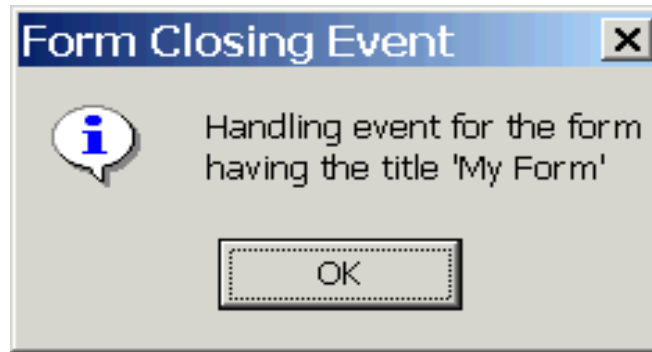 Form Closing Event
Handling event for the form
having the title 'My Form'
OK